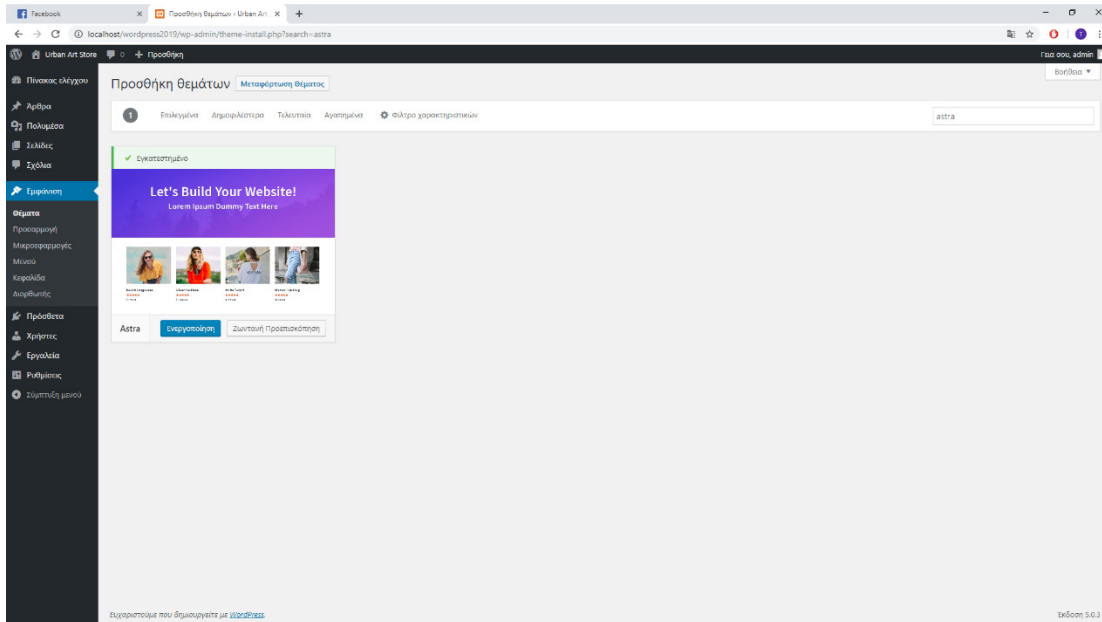 Facebook
Προσθήκη θεμάτων ‹ Urban Art
localhost/wordpress2019/wp-admin/theme-install.php?search=astra
Urban Art Store 0 + Προσθήκη
Γεια σου, admin
Πίνακας ελέγχου
Άρθρα
Πολυμέσα
Σελίδες
Σχόλια
Εμφάνιση
Θέματα
Προσαρμογή
Μικροεφαρμογές
Μενού
Κεφαλίδα
Διορθωτής
Πρόσθετα
Χρήστες
Εργαλεία
Ρυθμίσεις
Σύμπτυξη μενού
Βοήθεια
Προσθήκη θεμάτων Μεταφόρτωση Θέματος
1 Επιλεγμένα Δημοφιλέστερα Τελευταία Αγαπημένα Φίλτρο χαρακτηριστικών
astra
Εγκατεστημένο
Let's Build Your Website!
Lorem Ipsum Dummy Text Here
Astra Ενεργοποίηση Ζωντανή Προεπισκόπηση
Ευχαριστούμε που δημιουργείτε με WordPress.
Έκδοση 5.0.3